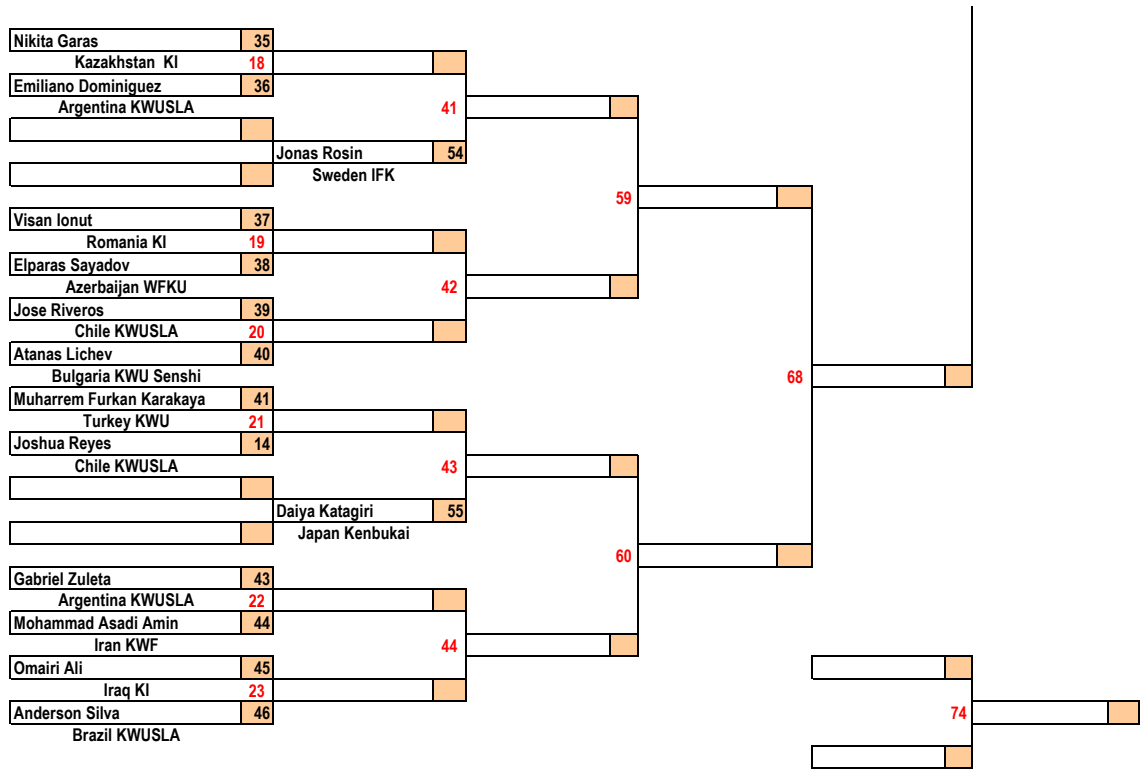 Nikita Garas 35
Kazakhstan KI 18
Emiliano Dominiguez 36
Argentina KWUSLA 41
Jonas Rosin 54
Sweden IFK
59
Visan Ionut 37
Romania KI 19
Elparas Sayadov 38
Azerbaijan WFKU 42
Jose Riveros 39
Chile KWUSLA 20
Atanas Lichev 40
Bulgaria KWU Senshi 68
Muharrem Furkan Karakaya 41
Turkey KWU 21
Joshua Reyes 14
Chile KWUSLA 43
Daiya Katagiri 55
Japan Kenbukai
60
Gabriel Zuleta 43
Argentina KWUSLA 22
Mohammad Asadi Amin 44
Iran KWF 44
Omairi Ali 45
Iraq KI 23
Anderson Silva 46 74
Brazil KWUSLA